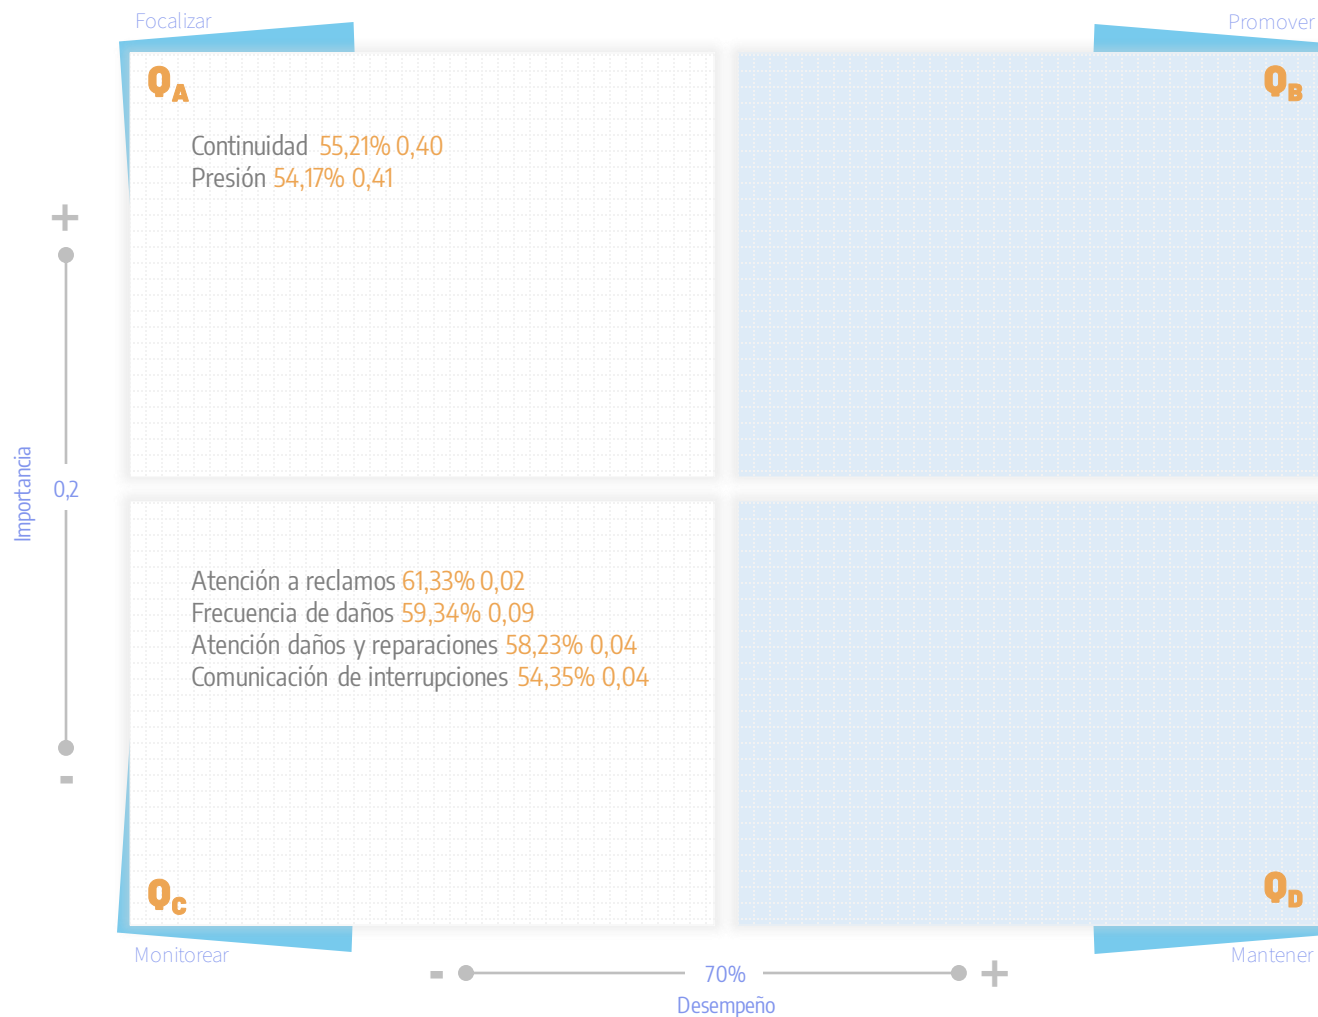 Focalizar
Promover
QA
QB
Continuidad 55,21% 0,40
Presión 54,17% 0,41
+
Importancia
0,2
-
Atención a reclamos 61,33% 0,02
Frecuencia de daños 59,34% 0,09
Atención daños y reparaciones 58,23% 0,04
Comunicación de interrupciones 54,35% 0,04
QC
QD
Monitorear
Mantener
- 70% +
Desempeño